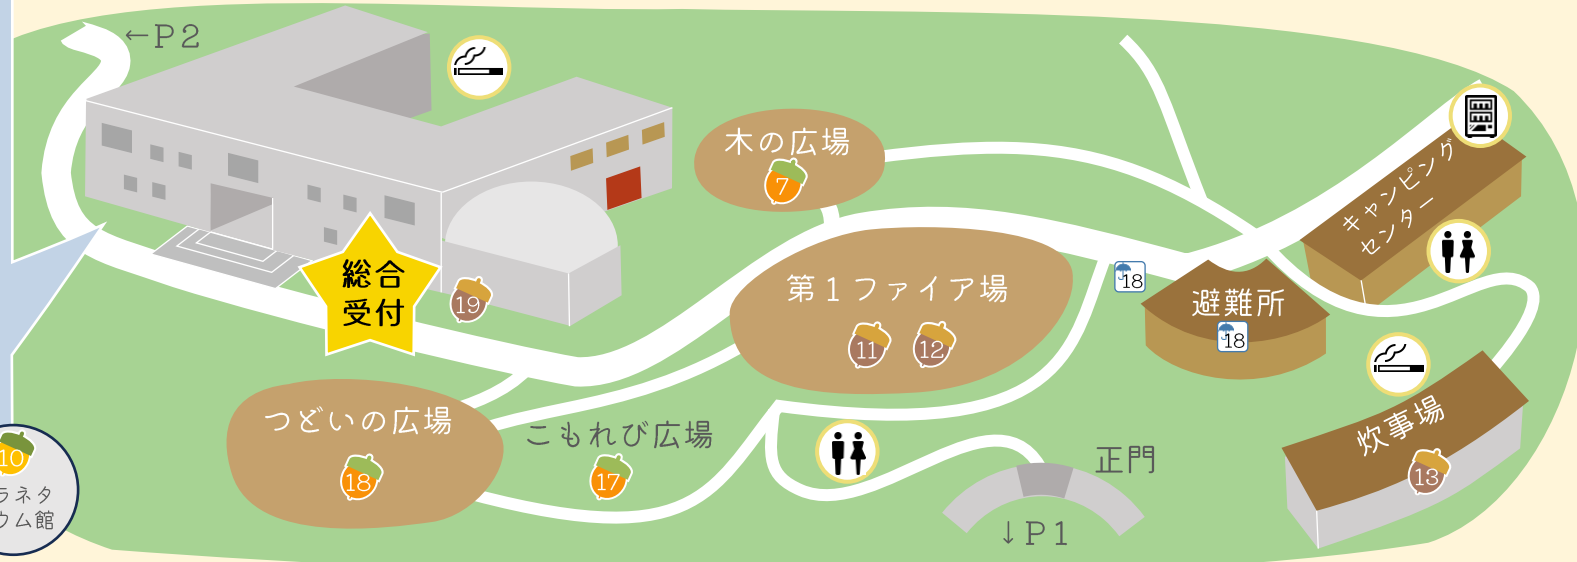 ←P2
総合
受付
19
木の広場
7
第1ファイア場
11
12
18
避難所
18
キャンピング
センター
炊事場
13
つどいの広場
18
こもれび広場
17
正門
↓P1
10
ラネタ
ウム館